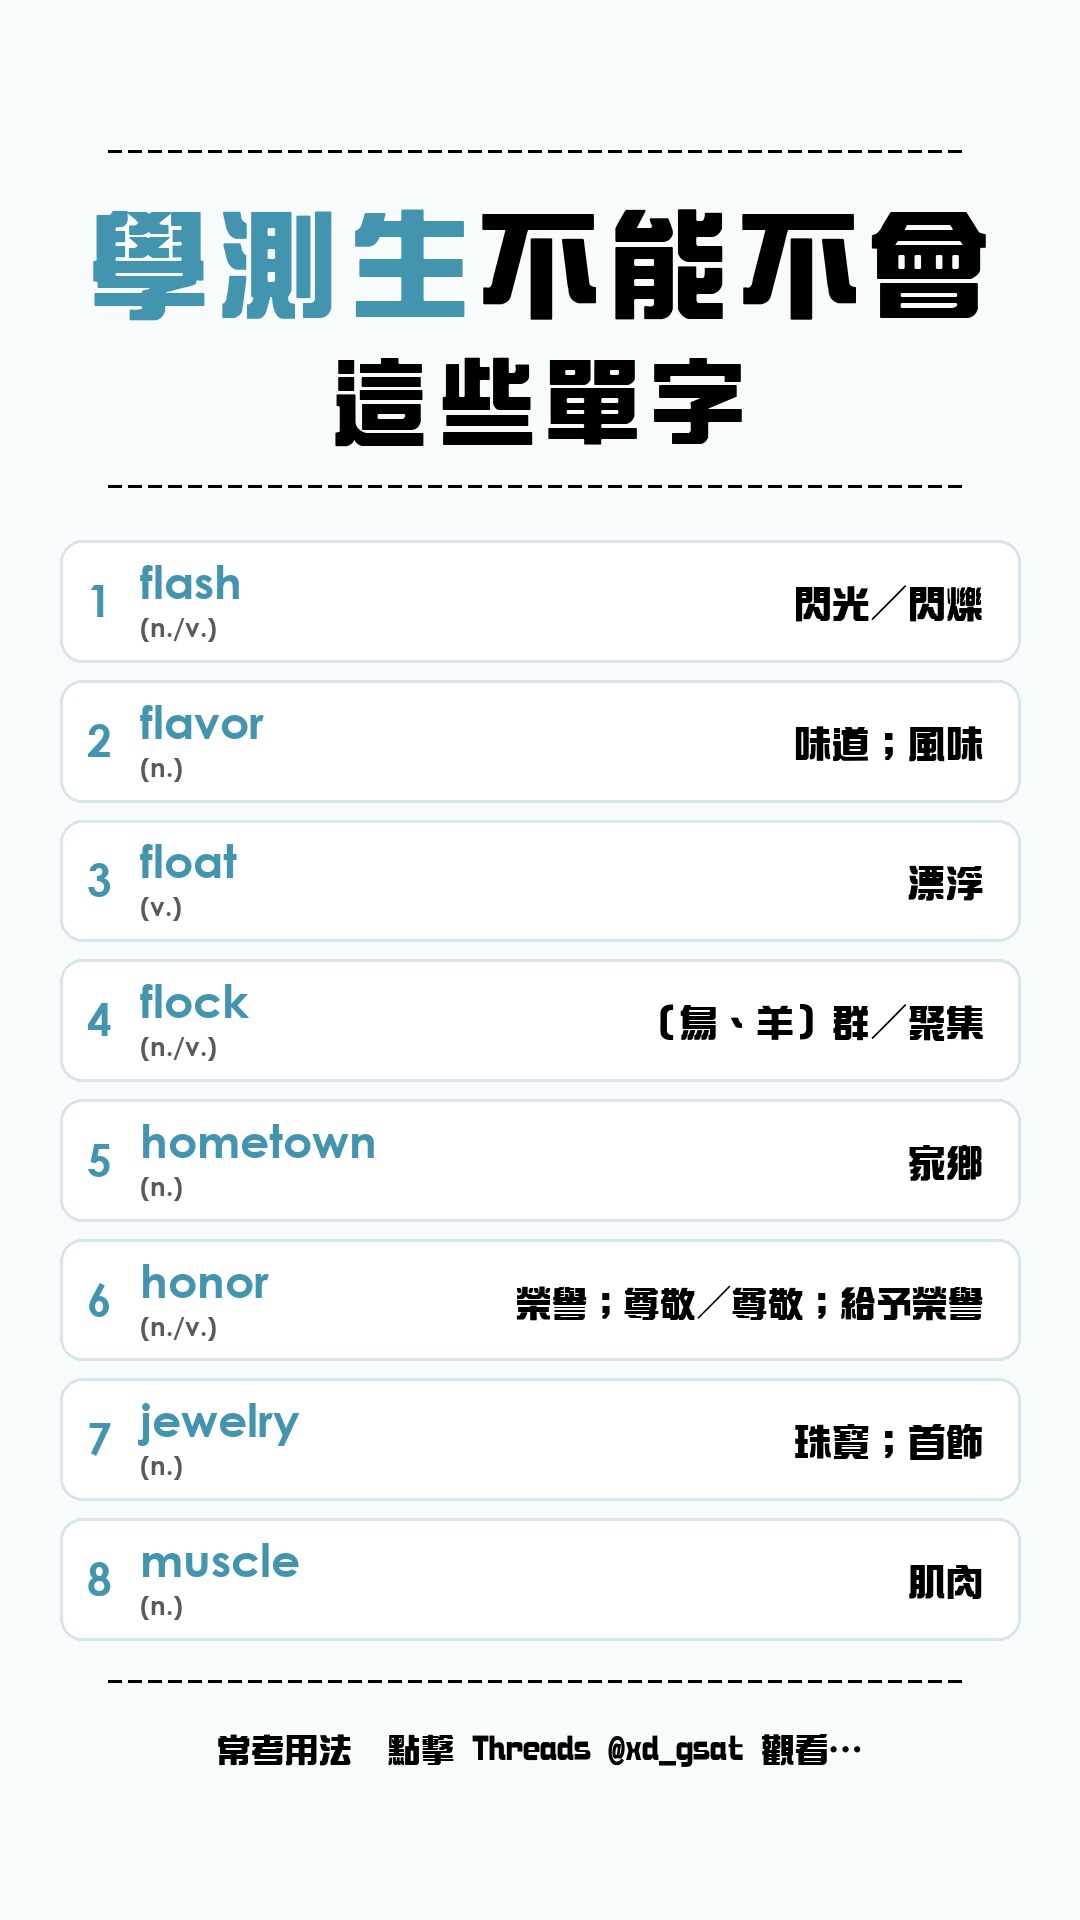 學測生不能不會
這些單字
1 flash 閃光／閃爍
(n./v.)
2 flavor 味道；風味
(n.)
3 float 漂浮
(v.)
4 flock （鳥、羊）群／聚集
(n./v.)
5 hometown 家鄉
(n.)
6 honor 榮譽；尊敬／尊敬；給予榮譽
(n./v.)
7 jewelry 珠寶；首飾
(n.)
8 muscle 肌肉
(n.)
常考用法 點擊 Threads @xd_gsat 觀看…